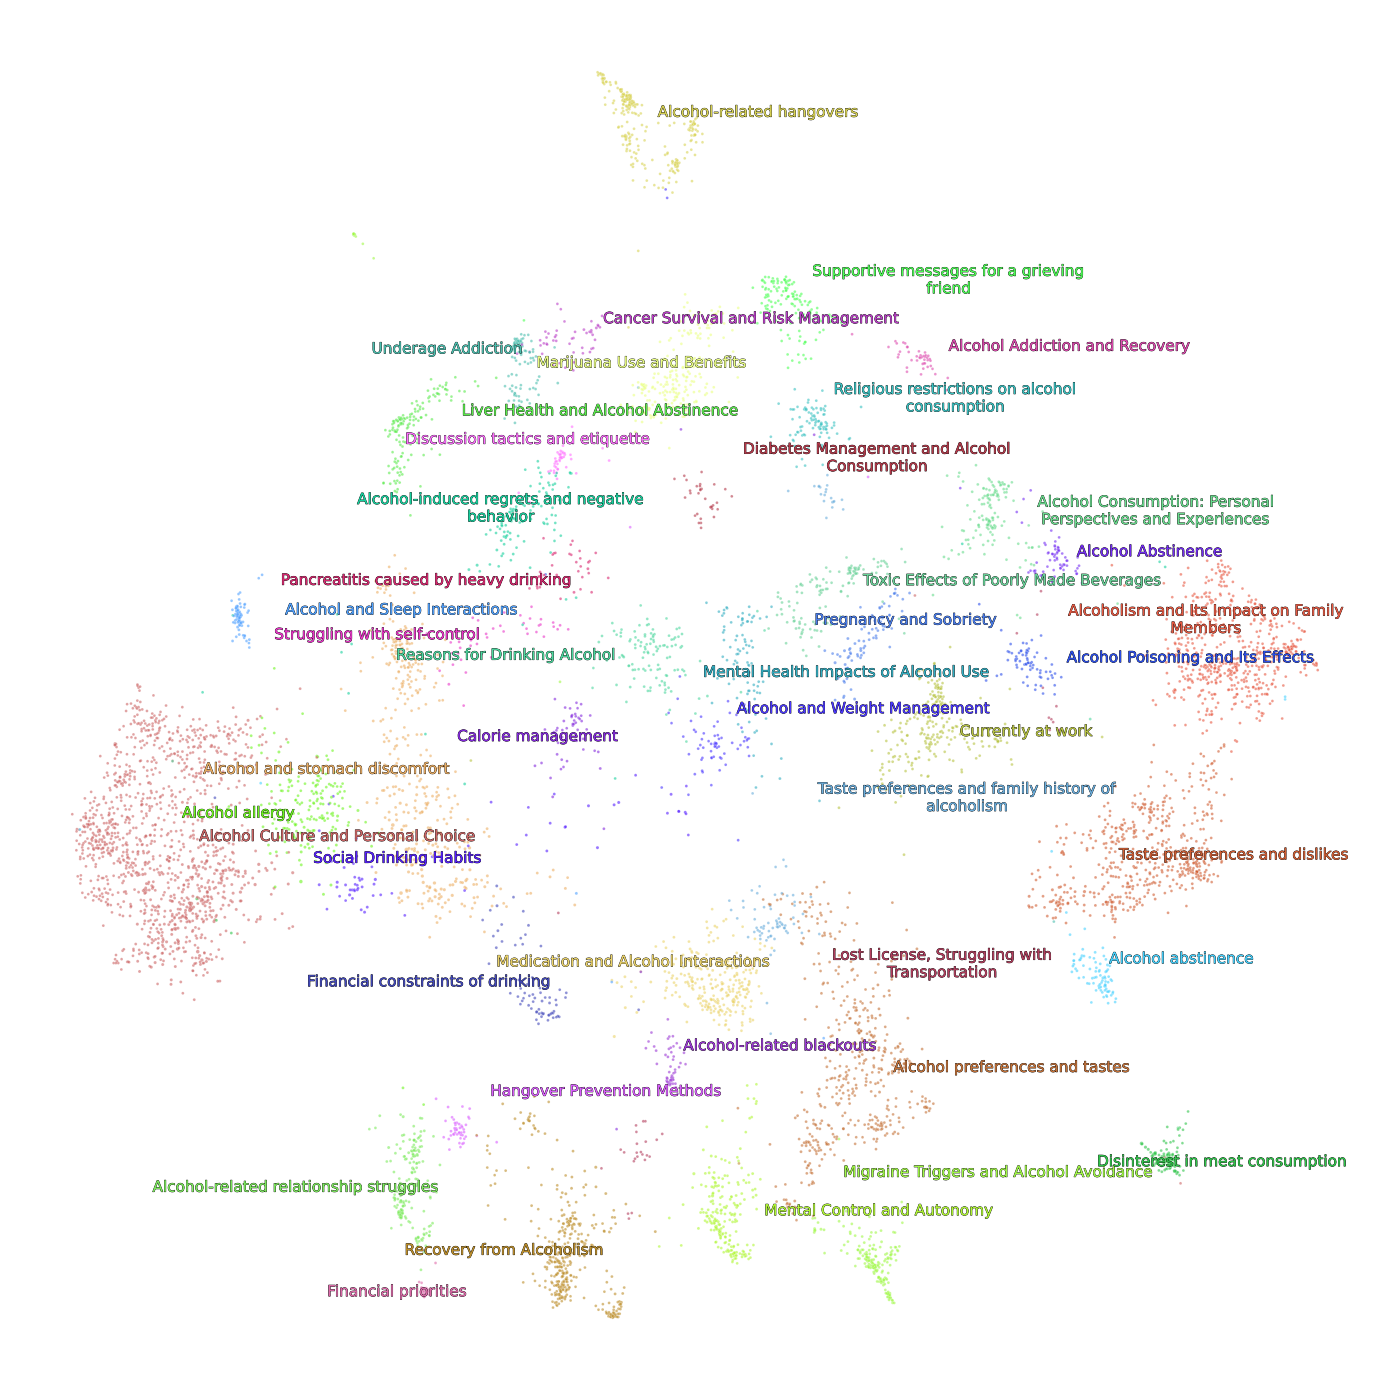 Alcohol-related hangovers
Supportive messages for a grieving
friend
Cancer Survival and Risk Management
Underage Addiction
Alcohol Addiction and Recovery
Marijuana Use and Benefits
Religious restrictions on alcohol
consumption
Liver Health and Alcohol Abstinence
Discussion tactics and etiquette
Diabetes Management and Alcohol
Consumption
Alcohol-induced regrets and negative
behavior
Alcohol Consumption: Personal
Perspectives and Experiences
Alcohol Abstinence
Pancreatitis caused by heavy drinking
Toxic Effects of Poorly Made Beverages
Alcohol and Sleep Interactions
Alcoholism and Its Impact on Family
Members
Pregnancy and Sobriety
Struggling with self-control
Reasons for Drinking Alcohol
Alcohol Poisoning and Its Effects
Mental Health Impacts of Alcohol Use
Alcohol and Weight Management
Currently at work
Calorie management
Alcohol and stomach discomfort
Taste preferences and family history of
alcoholism
Alcohol allergy
Alcohol Culture and Personal Choice
Social Drinking Habits
Taste preferences and dislikes
Lost License, Struggling with
Transportation
Medication and Alcohol Interactions
Alcohol abstinence
Financial constraints of drinking
Alcohol-related blackouts
Alcohol preferences and tastes
Hangover Prevention Methods
Disinterest in meat consumption
Migraine Triggers and Alcohol Avoidance
Alcohol-related relationship struggles
Mental Control and Autonomy
Recovery from Alcoholism
Financial priorities